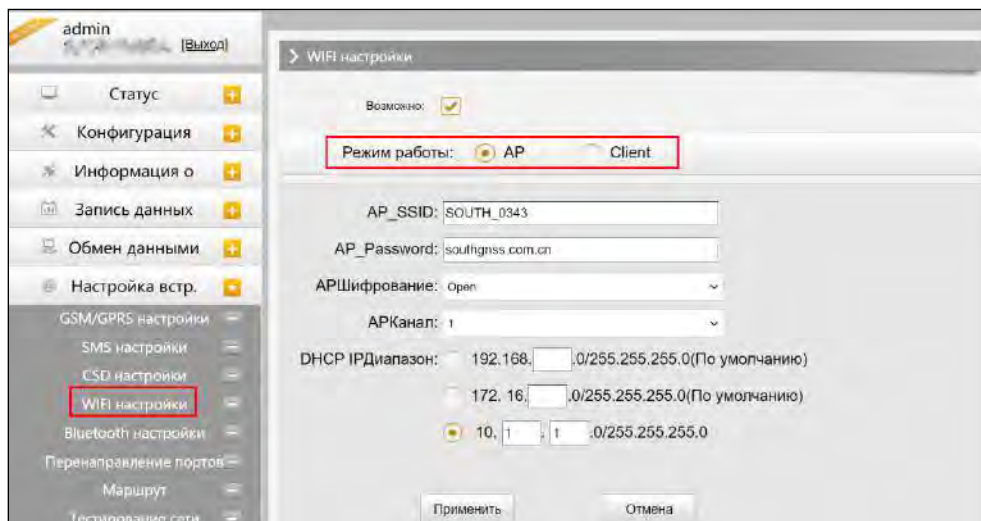 admin
[Выход]
Статус
Конфигурация
Информация о
Запись данных
Обмен данными
Настройка встр.
GSM/GPRS настройки
SMS настройки
CSD настройки
WIFI настройки
Bluetooth настройки
Перенаправление портов
Маршрут
Тестирование сети
WIFI настройки
Возможно:
Режим работы: AP Client
AP_SSID: SOUTH_0343
AP_Password: southgnss.com.cn
APШифрование: Open
APКанал: 1
DHCP IPДиапазон: 192.168. .0/255.255.255.0(По умолчанию)
172. 16. .0/255.255.255.0(По умолчанию)
10. 1 . 1 .0/255.255.255.0
Применить Отмена